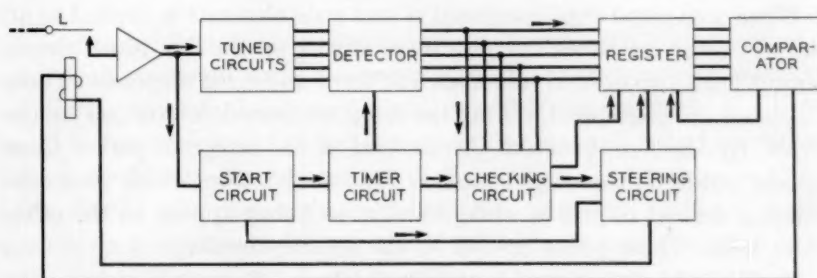 L
TUNED
CIRCUITS
DETECTOR
REGISTER
COMPAR-
ATOR
START
CIRCUIT
TIMER
CIRCUIT
CHECKING
CIRCUIT
STEERING
CIRCUIT